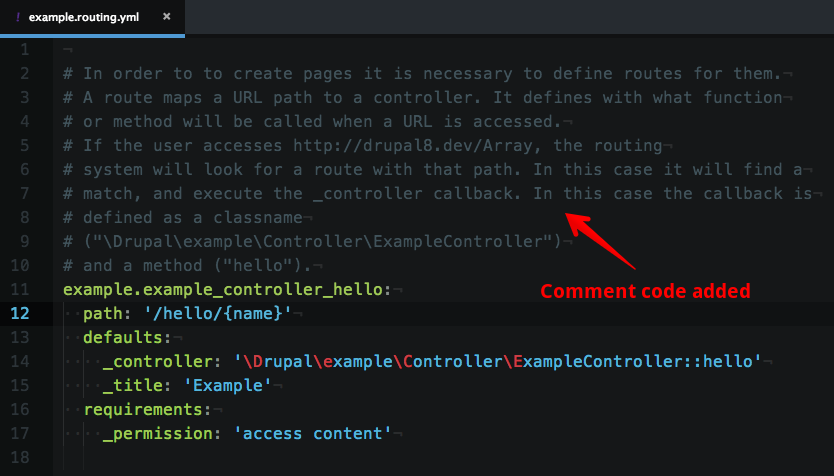 ! example.routing.yml ×
1 ¬
2 # In order to to create pages it is necessary to define routes for them.¬
3 # A route maps a URL path to a controller. It defines with what function¬
4 # or method will be called when a URL is accessed.¬
5 # If the user accesses http://drupal8.dev/Array, the routing¬
6 # system will look for a route with that path. In this case it will find a¬
7 # match, and execute the _controller callback. In this case the callback is¬
8 # defined as a classname¬
9 # ("\Drupal\example\Controller\ExampleController")¬
10 # and a method ("hello").¬
11 example.example_controller_hello:¬
Comment code added
12 ··path: '/hello/{name}'¬
13 ··defaults:¬
14 ····_controller: '\Drupal\example\Controller\ExampleController::hello'¬
15 ····_title: 'Example'¬
16 ··requirements:¬
17 ····_permission: 'access content'¬
18